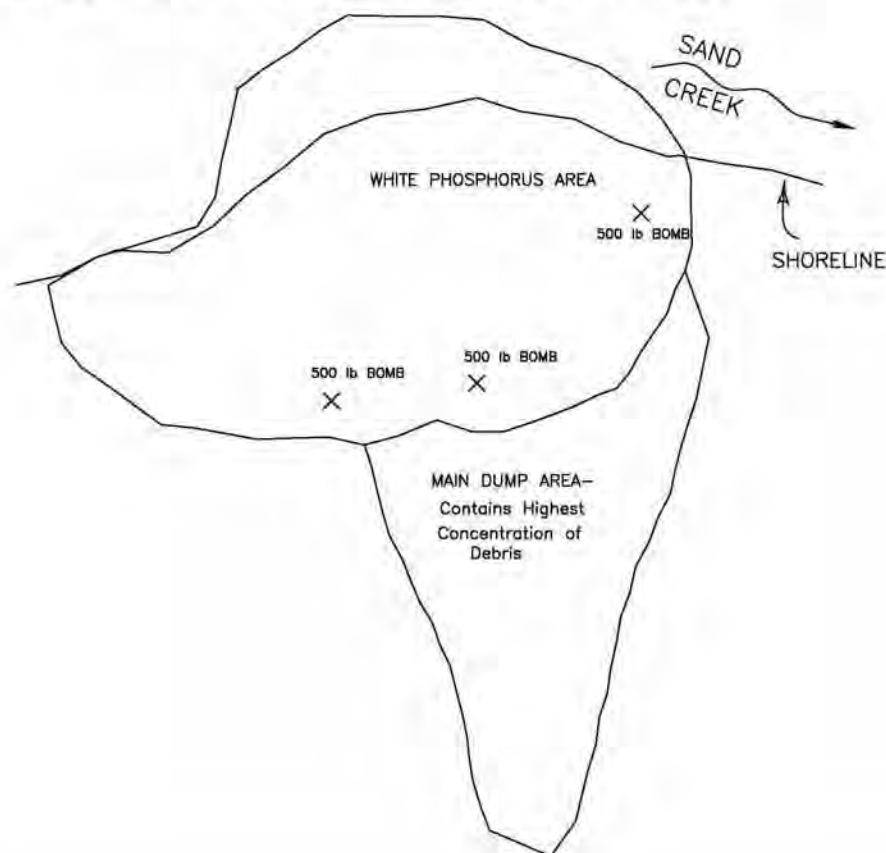 SAND
CREEK
WHITE PHOSPHORUS AREA
500 lb BOMB
SHORELINE
500 lb BOMB
500 lb BOMB
MAIN DUMP AREA-
Contains Highest
Concentration of
Debris